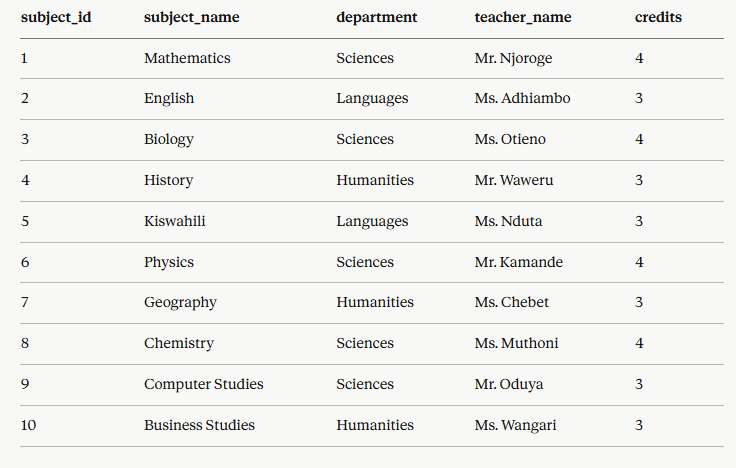 subject_id subject_name department teacher_name credits
1 Mathematics Sciences Mr. Njoroge 4
2 English Languages Ms. Adhiambo 3
3 Biology Sciences Ms. Otieno 4
4 History Humanities Mr. Waweru 3
5 Kiswahili Languages Ms. Nduta 3
6 Physics Sciences Mr. Kamande 4
7 Geography Humanities Ms. Chebet 3
8 Chemistry Sciences Ms. Muthoni 4
9 Computer Studies Sciences Mr. Oduya 3
10 Business Studies Humanities Ms. Wangari 3